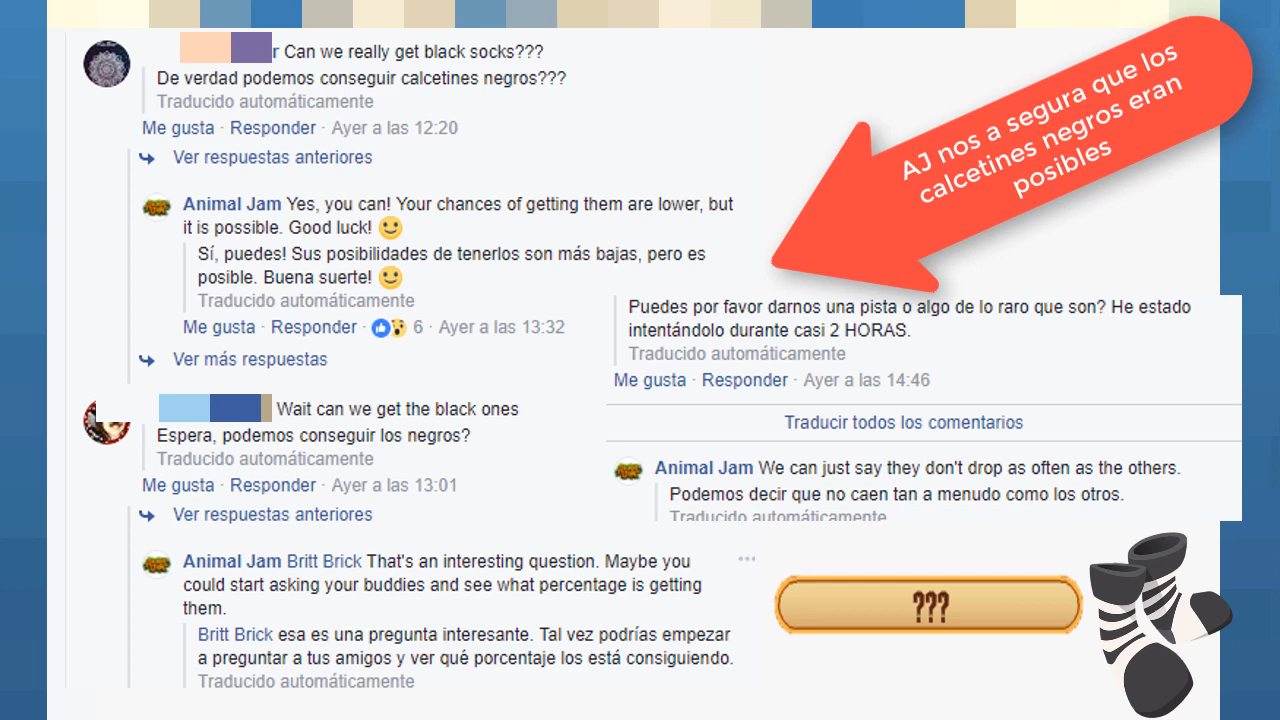 r Can we really get black socks???
De verdad podemos conseguir calcetines negros???
Traducido automáticamente
Me gusta · Responder · Ayer a las 12:20
Ver respuestas anteriores
Animal Jam Yes, you can! Your chances of getting them are lower, but
it is possible. Good luck! 🙂
Sí, puedes! Sus posibilidades de tenerlos son más bajas, pero es
posible. Buena suerte! 🙂
Traducido automáticamente
Me gusta · Responder · 6 · Ayer a las 13:32
Ver más respuestas
Wait can we get the black ones
Espera, podemos conseguir los negros?
Traducido automáticamente
Me gusta · Responder · Ayer a las 13:01
Ver respuestas anteriores
Animal Jam Britt Brick That's an interesting question. Maybe you
could start asking your buddies and see what percentage is getting
them.
Britt Brick esa es una pregunta interesante. Tal vez podrías empezar
a preguntar a tus amigos y ver qué porcentaje los está consiguiendo.
Traducido automáticamente
AJ nos a segura que los
calcetines negros eran
posibles
Puedes por favor darnos una pista o algo de lo raro que son? He estado
intentándolo durante casi 2 HORAS.
Traducido automáticamente
Me gusta · Responder · Ayer a las 14:46
Traducir todos los comentarios
Animal Jam We can just say they don't drop as often as the others.
Podemos decir que no caen tan a menudo como los otros.
Traducido automáticamente
???